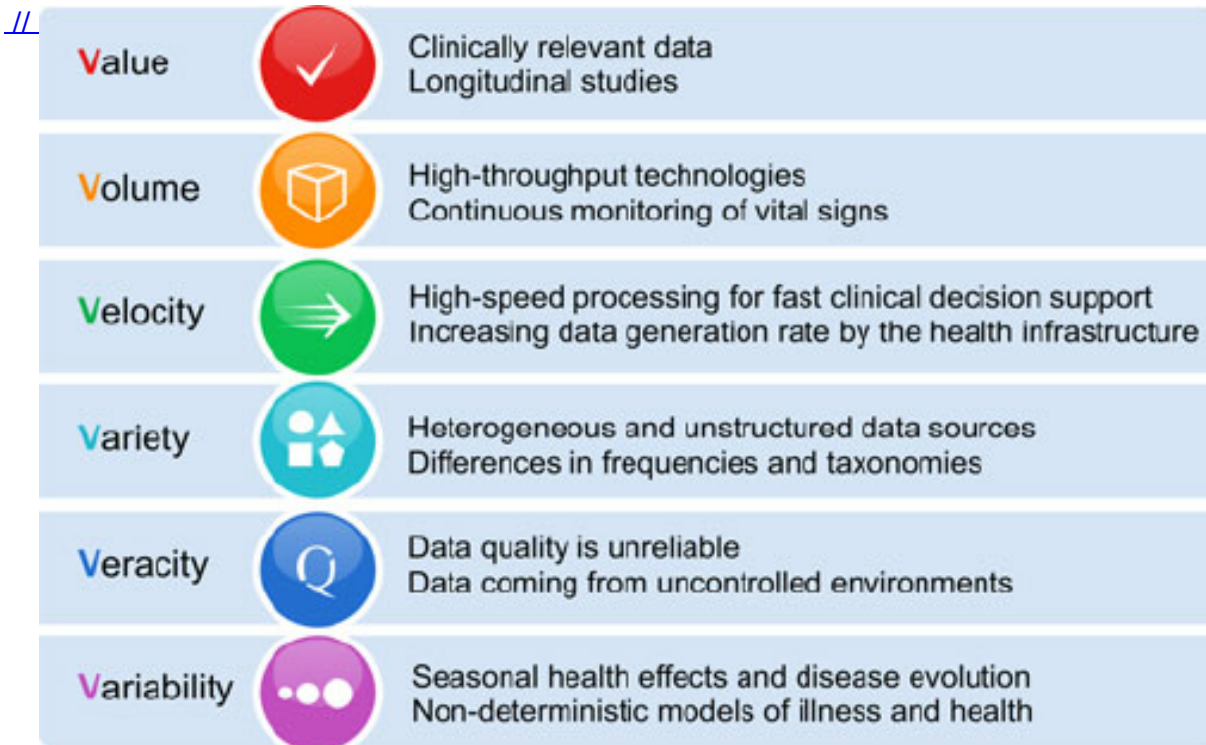 //
Value
Clinically relevant data
Longitudinal studies
Volume
High-throughput technologies
Continuous monitoring of vital signs
Velocity
High-speed processing for fast clinical decision support
Increasing data generation rate by the health infrastructure
Variety
Heterogeneous and unstructured data sources
Differences in frequencies and taxonomies
Veracity
Q
Data quality is unreliable
Data coming from uncontrolled environments
Variability
Seasonal health effects and disease evolution
Non-deterministic models of illness and health